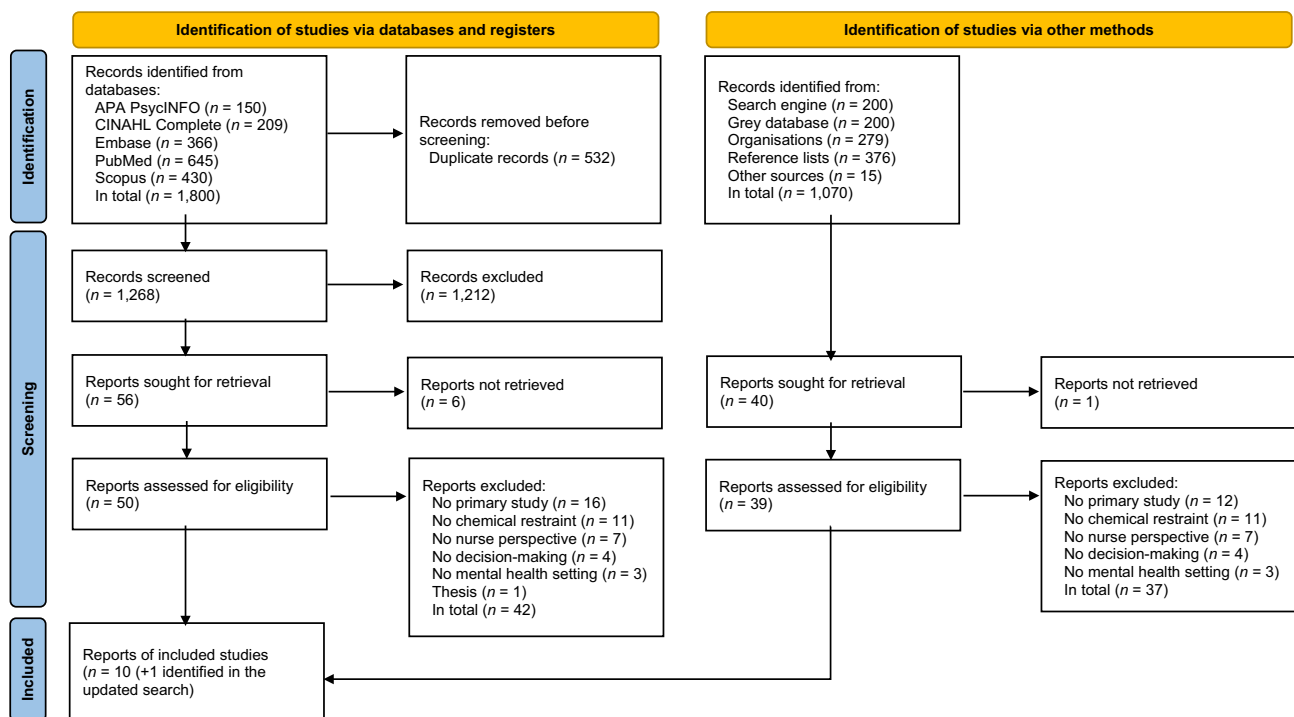 Identification of studies via databases and registers
Identification of studies via other methods
Identification
Records identified from
databases:
APA PsycINFO (n = 150)
CINAHL Complete (n = 209)
Embase (n = 366)
PubMed (n = 645)
Scopus (n = 430)
In total (n = 1,800)
Records removed before
screening:
Duplicate records (n = 532)
Records identified from:
Search engine (n = 200)
Grey database (n = 200)
Organisations (n = 279)
Reference lists (n = 376)
Other sources (n = 15)
In total (n = 1,070)
Screening
Records screened
(n = 1,268)
Records excluded
(n = 1,212)
Reports sought for retrieval
(n = 56)
Reports not retrieved
(n = 6)
Reports sought for retrieval
(n = 40)
Reports not retrieved
(n = 1)
Reports assessed for eligibility
(n = 50)
Reports excluded:
No primary study (n = 16)
No chemical restraint (n = 11)
No nurse perspective (n = 7)
No decision-making (n = 4)
No mental health setting (n = 3)
Thesis (n = 1)
In total (n = 42)
Reports assessed for eligibility
(n = 39)
Reports excluded:
No primary study (n = 12)
No chemical restraint (n = 11)
No nurse perspective (n = 7)
No decision-making (n = 4)
No mental health setting (n = 3)
In total (n = 37)
Included
Reports of included studies
(n = 10 (+1 identified in the
updated search)